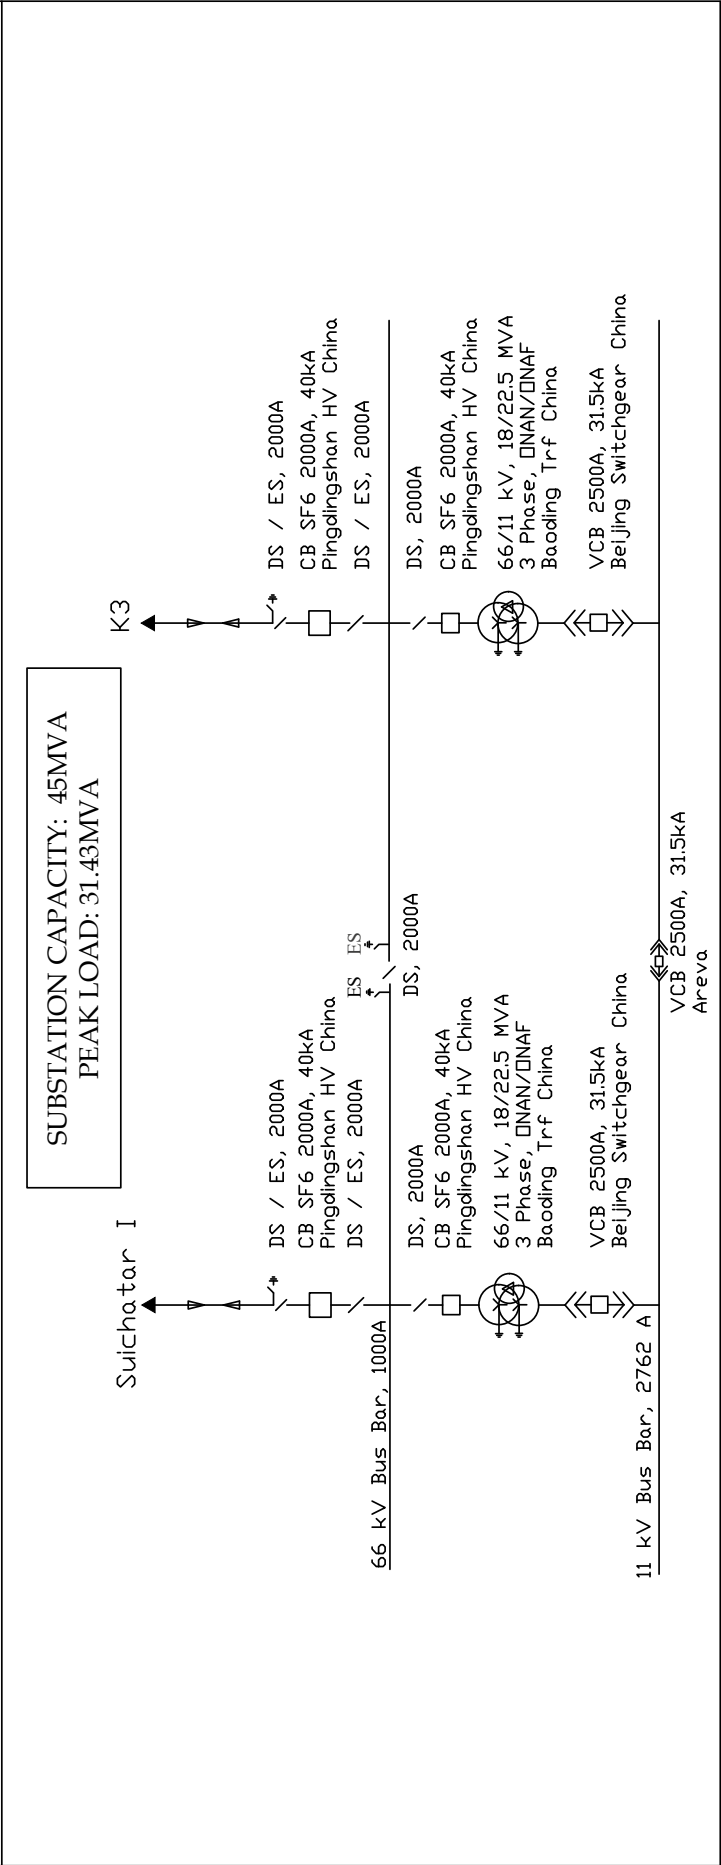 SUBSTATION CAPACITY: 45MVA
PEAK LOAD: 31.43MVA
Suichatar I
DS / ES, 2000A
CB SF6 2000A, 40kA
Pingdingshan HV China
DS / ES, 2000A
66 kV Bus Bar, 1000A
DS, 2000A
CB SF6 2000A, 40kA
Pingdingshan HV China
66/11 kV, 18/22.5 MVA
3 Phase, ONAN/ONAF
Baoding Trf China
VCB 2500A, 31.5kA
Beijing Switchgear China
11 kV Bus Bar, 2762 A
ES ES
DS, 2000A
VCB 2500A, 31.5kA
Areva
K3
DS / ES, 2000A
CB SF6 2000A, 40kA
Pingdingshan HV China
DS / ES, 2000A
DS, 2000A
CB SF6 2000A, 40kA
Pingdingshan HV China
66/11 kV, 18/22.5 MVA
3 Phase, ONAN/ONAF
Baoding Trf China
VCB 2500A, 31.5kA
Beijing Switchgear China